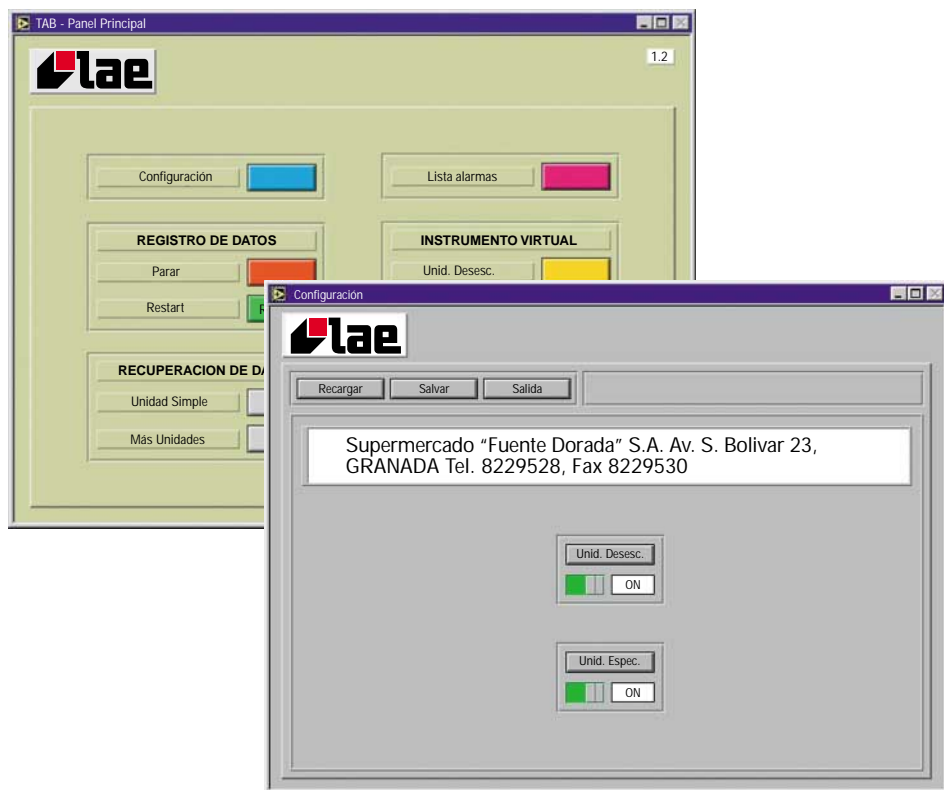 TAB - Panel Principal
lae
1.2
Configuración
Lista alarmas
REGISTRO DE DATOS
INSTRUMENTO VIRTUAL
Parar
Unid. Desesc.
Restart
RECUPERACION DE
Unidad Simple
Más Unidades
Configuración
lae
Recargar Salvar Salida
Supermercado “Fuente Dorada” S.A. Av. S. Bolivar 23,
GRANADA Tel. 8229528, Fax 8229530
Unid. Desesc.
ON
Unid. Espec.
ON